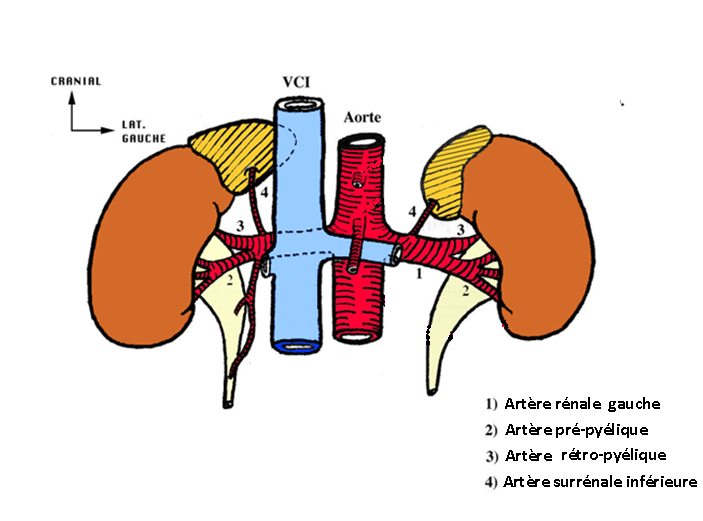 VCI
CRANIAL
Aorte
LAT.
GAUCHE
4
4
3
3
2
1
2
1) Artère rénale gauche
2) Artère pré-pyélique
3) Artère rétro-pyélique
4) Artère surrénale inférieure